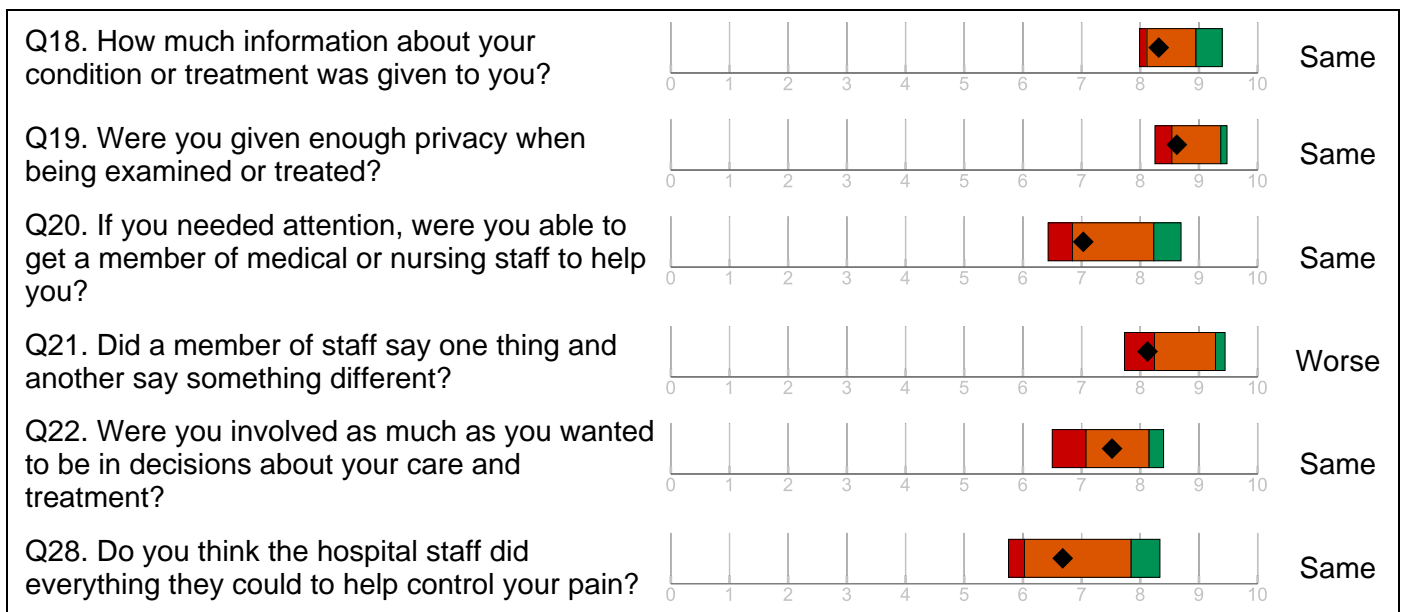 Q18. How much information about your
condition or treatment was given to you?
0 1 2 3 4 5 6 7 8 9 10
Same
Q19. Were you given enough privacy when
being examined or treated?
0 1 2 3 4 5 6 7 8 9 10
Same
Q20. If you needed attention, were you able to
get a member of medical or nursing staff to help
you?
0 1 2 3 4 5 6 7 8 9 10
Same
Q21. Did a member of staff say one thing and
another say something different?
0 1 2 3 4 5 6 7 8 9 10
Worse
Q22. Were you involved as much as you wanted
to be in decisions about your care and
treatment?
0 1 2 3 4 5 6 7 8 9 10
Same
Q28. Do you think the hospital staff did
everything they could to help control your pain?
0 1 2 3 4 5 6 7 8 9 10
Same